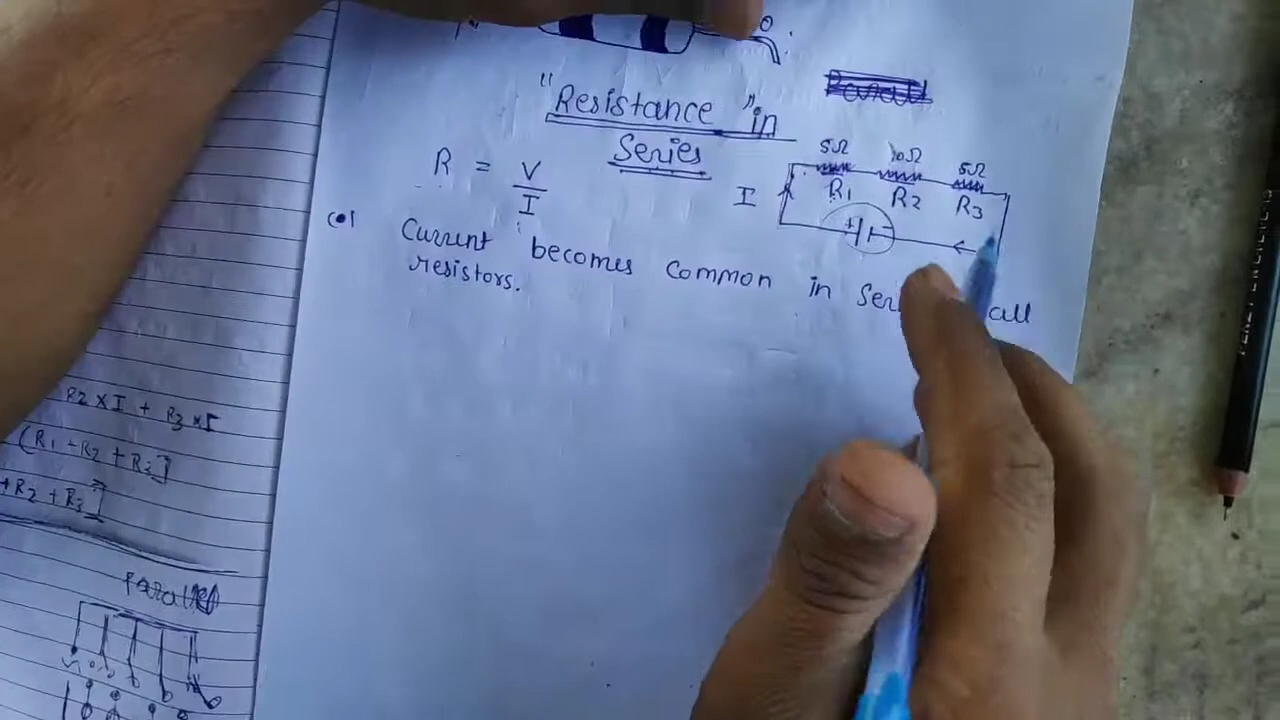 Parall
"Resistance" in
Series
R = V
I
5Ω 10Ω 5Ω
R1 R2 R3
I
+ -
Current becomes common in all
resistors.
R2 × I + R3 × I
(R1 + R2 + R3]
+R2 + R3]
Parallel